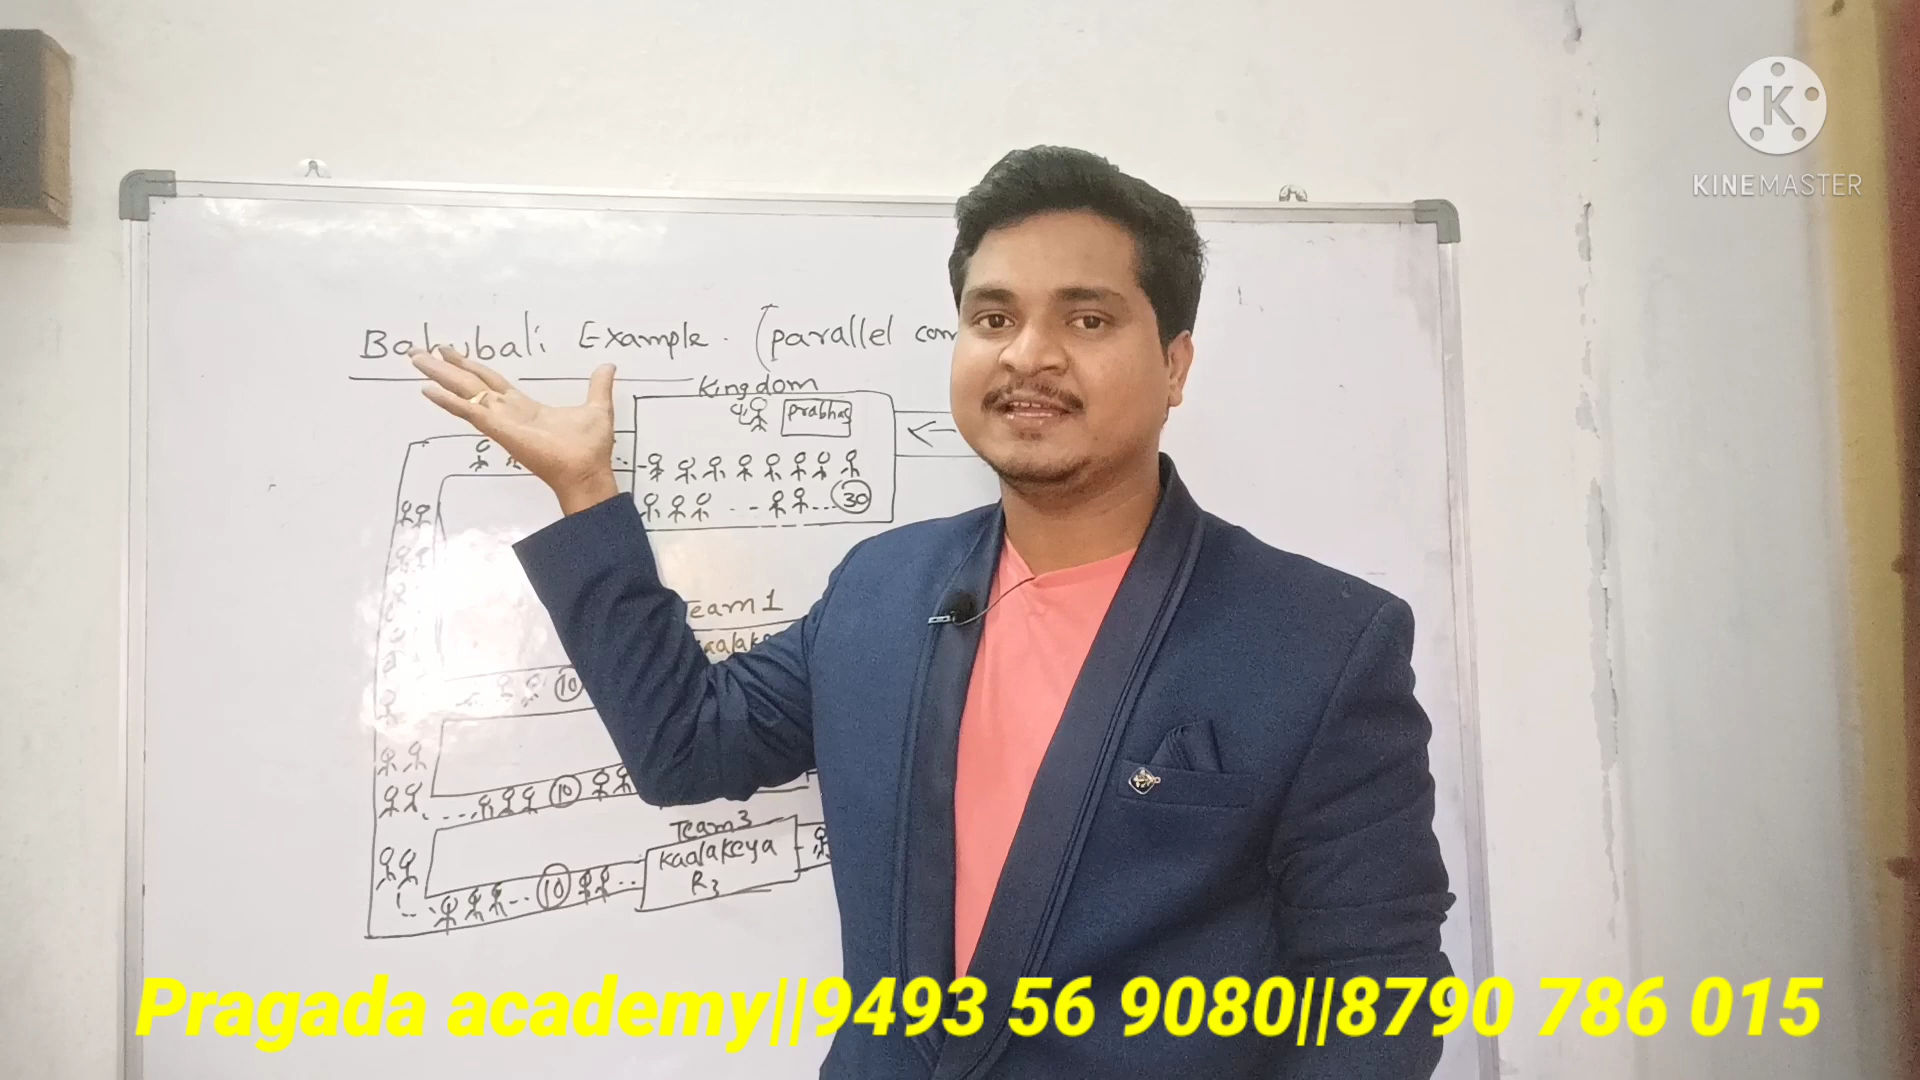 KINEMASTER
Bahubali Example. (parallel
Kingdom
prabhas
30
Team 1
10
10
Team3
Kaalakeya
R3
10
Pragada academy||9493 56 9080||8790 786 015